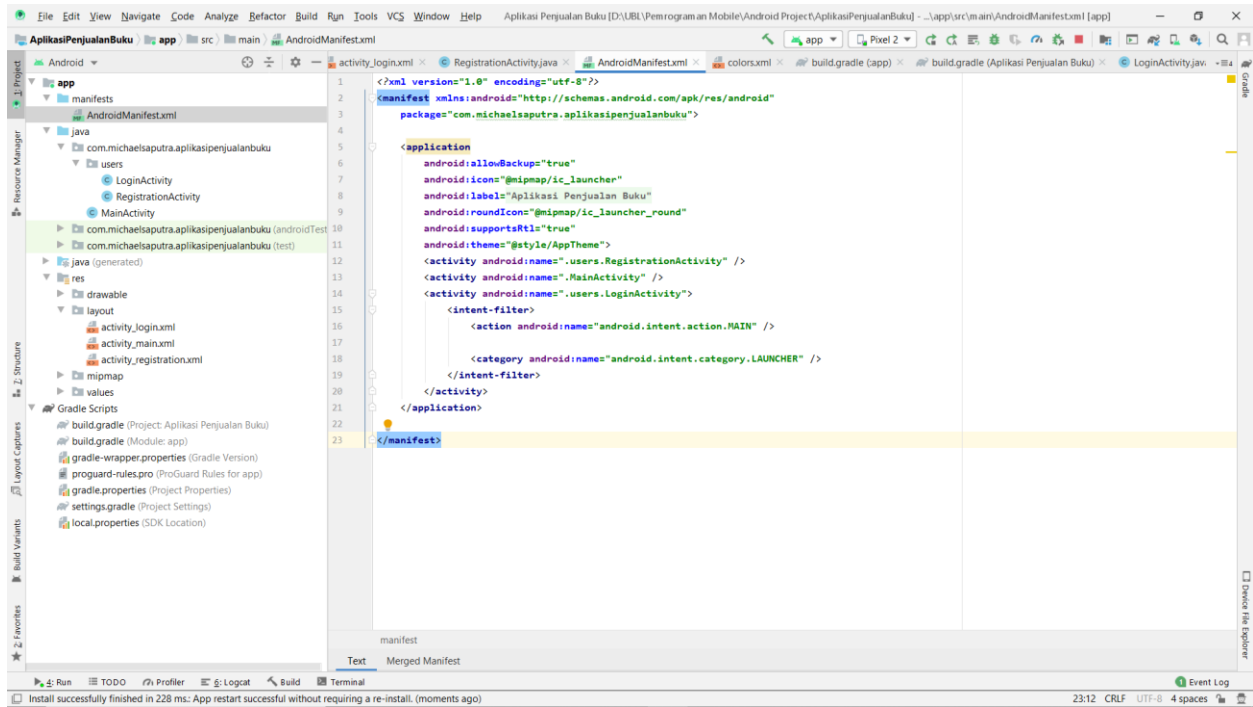 File Edit View Navigate Code Analyze Refactor Build Run Tools VCS Window Help Aplikasi Penjualan Buku [D:\UBL\Pemrograman Mobile\Android Project\AplikasiPenjualanBuku] - ...\app\src\main\AndroidManifest.xml [app]
AplikasiPenjualanBuku app src main AndroidManifest.xml app Pixel 2
Android
activity_login.xml RegistrationActivity.java AndroidManifest.xml colors.xml build.gradle (:app) build.gradle (Aplikasi Penjualan Buku) LoginActivity.jav
1: Project
Resource Manager
Z: Structure
Layout Captures
Build Variants
2: Favorites
app
manifests
AndroidManifest.xml
java
com.michaelsaputra.aplikasipenjualanbuku
users
LoginActivity
RegistrationActivity
MainActivity
com.michaelsaputra.aplikasipenjualanbuku (androidTest
com.michaelsaputra.aplikasipenjualanbuku (test)
java (generated)
res
drawable
layout
activity_login.xml
activity_main.xml
activity_registration.xml
mipmap
values
Gradle Scripts
build.gradle (Project: Aplikasi Penjualan Buku)
build.gradle (Module: app)
gradle-wrapper.properties (Gradle Version)
proguard-rules.pro (ProGuard Rules for app)
gradle.properties (Project Properties)
settings.gradle (Project Settings)
local.properties (SDK Location)
1 <?xml version="1.0" encoding="utf-8"?>
2 <manifest xmlns:android="http://schemas.android.com/apk/res/android"
3 package="com.michaelsaputra.aplikasipenjualanbuku">
4
5 <application
6 android:allowBackup="true"
7 android:icon="@mipmap/ic_launcher"
8 android:label="Aplikasi Penjualan Buku"
9 android:roundIcon="@mipmap/ic_launcher_round"
10 android:supportsRtl="true"
11 android:theme="@style/AppTheme">
12 <activity android:name=".users.RegistrationActivity" />
13 <activity android:name=".MainActivity" />
14 <activity android:name=".users.LoginActivity">
15 <intent-filter>
16 <action android:name="android.intent.action.MAIN" />
17
18 <category android:name="android.intent.category.LAUNCHER" />
19 </intent-filter>
20 </activity>
21 </application>
22
23 </manifest>
manifest
Text Merged Manifest
Gradle
Device File Explorer
4: Run TODO Profiler 6: Logcat Build Terminal 1 Event Log
Install successfully finished in 228 ms.: App restart successful without requiring a re-install. (moments ago) 23:12 CRLF UTF-8 4 spaces